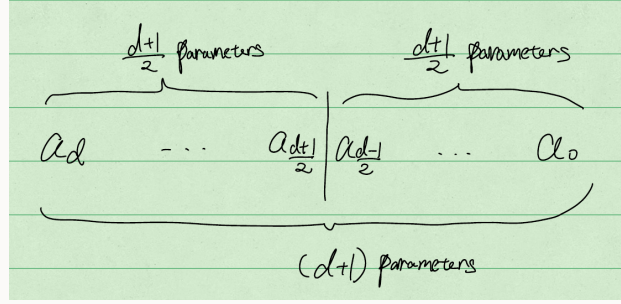 d+1/2 parameters d+1/2 parameters
a_d - ... a_{d+1/2} | a_{d-1/2} ... a_0
(d+1) parameters